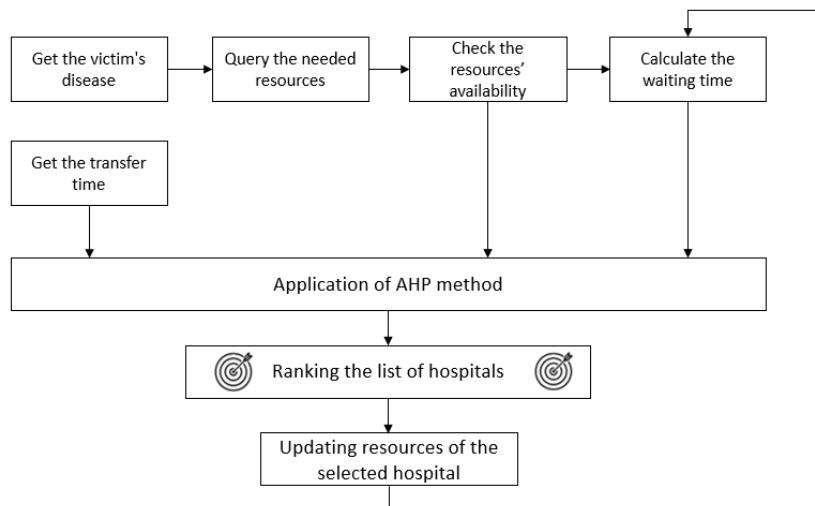 Get the victim's
disease
Query the needed
resources
Check the
resources’
availability
Calculate the
waiting time
Get the transfer
time
Application of AHP method
Ranking the list of hospitals
Updating resources of the
selected hospital